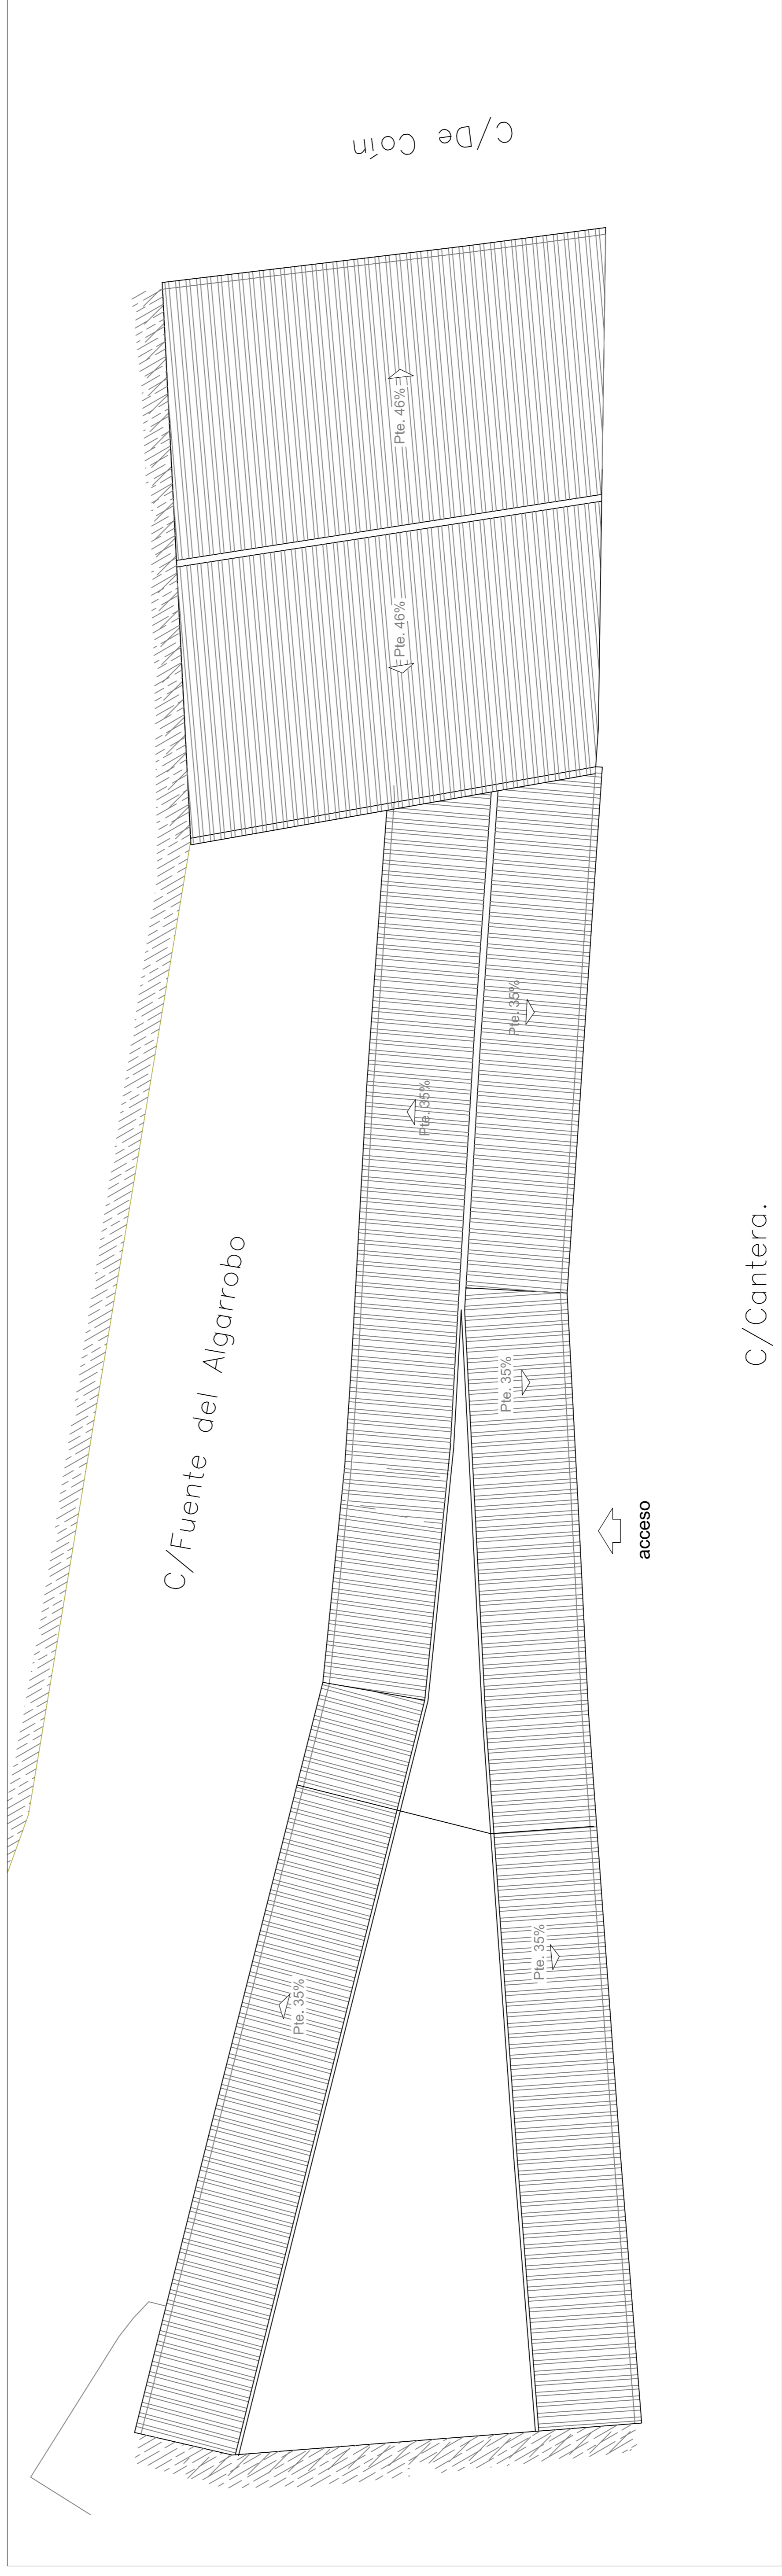 C/De Coín
Pte. 46%
Pte. 46%
Pte. 35%
Pte. 35%
C/Fuente del Algarrobo
C/Cantera.
Pte. 35%
acceso
Pte. 35%
Pte. 35%